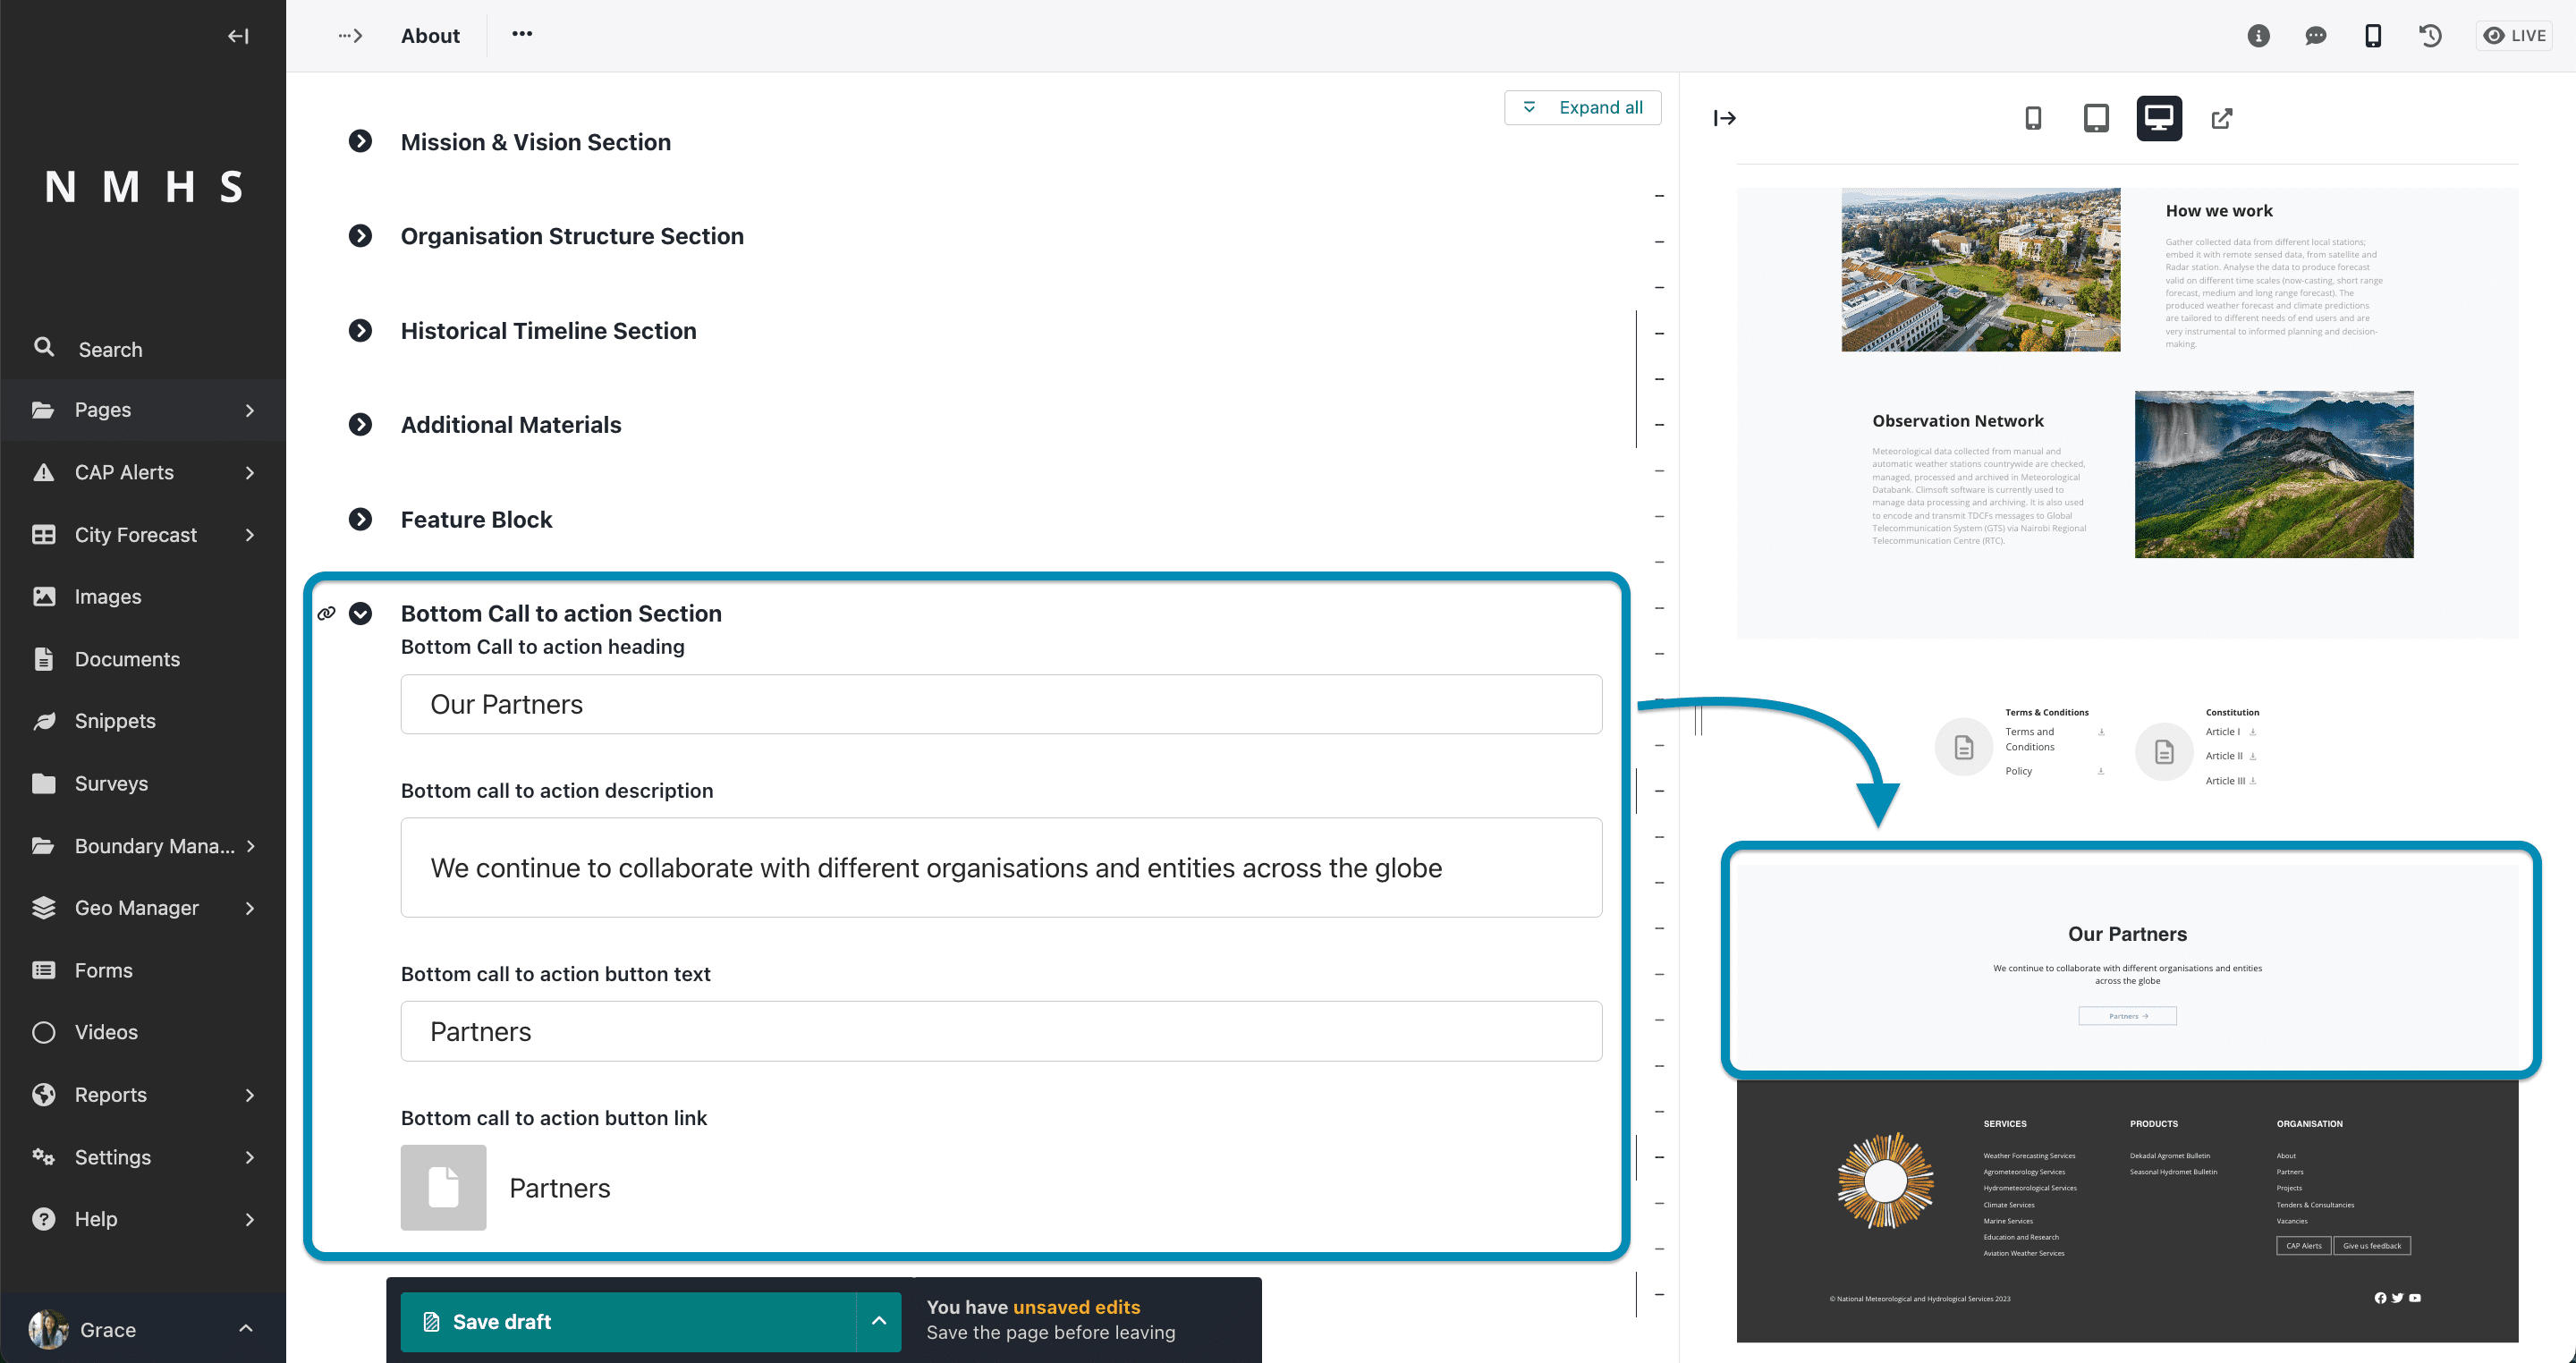 N M H S
Search
Pages
CAP Alerts
City Forecast
Images
Documents
Snippets
Surveys
Boundary Mana...
Geo Manager
Forms
Videos
Reports
Settings
Help
Grace
About
LIVE
Expand all
Mission & Vision Section
Organisation Structure Section
Historical Timeline Section
Additional Materials
Feature Block
Bottom Call to action Section
Bottom Call to action heading
Our Partners
Bottom call to action description
We continue to collaborate with different organisations and entities across the globe
Bottom call to action button text
Partners
Bottom call to action button link
Partners
Save draft
You have unsaved edits
Save the page before leaving
How we work
Gather collected data from different local stations;
embed it with remote sensed data, from satellite and
Radar station. Analyse the data to produce forecast
valid on different time scales (now-casting, short range
forecast, medium and long range forecast). The
produced weather forecast and climate predictions
are tailored to different needs of end users and are
very instrumental to informed planning and decision-
making.
Observation Network
Meteorological data collected from manual and
automatic weather stations countrywide are checked,
managed, processed and archived in Meteorological
Databank. Climsoft software is currently used to
manage data processing and archiving. It is also used
to encode and transmit TDCFs messages to Global
Telecommunication System (GTS) via Nairobi Regional
Telecommunication Centre (RTC).
Terms & Conditions
Terms and
Conditions
Policy
Constitution
Article I
Article II
Article III
Our Partners
We continue to collaborate with different organisations and entities
across the globe
Partners
SERVICES
Weather Forecasting Services
Agrometeorology Services
Hydrometeorological Services
Climate Services
Marine Services
Education and Research
Aviation Weather Services
PRODUCTS
Dekadal Agromet Bulletin
Seasonal Hydromet Bulletin
ORGANISATION
About
Partners
Projects
Tenders & Consultancies
Vacancies
CAP Alerts
Give us feedback
© National Meteorological and Hydrological Services 2023